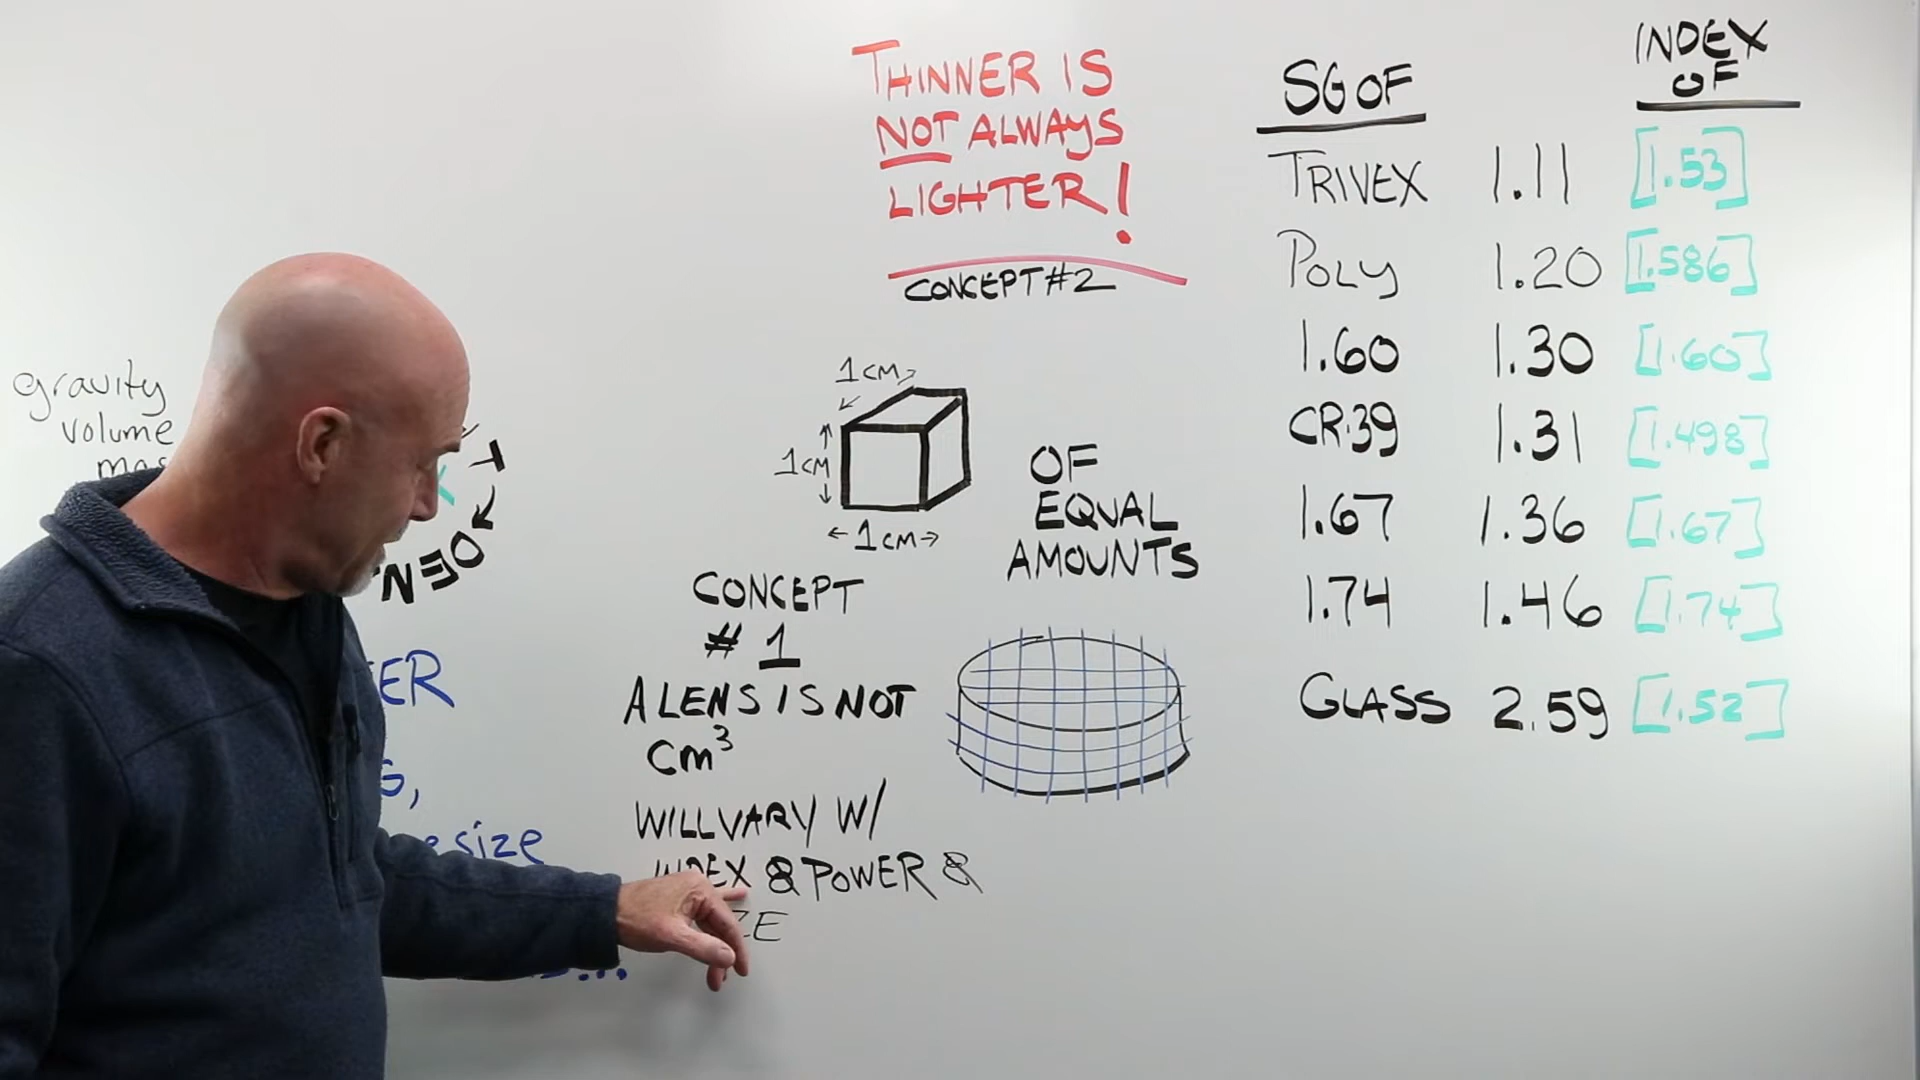 THINNER IS
NOT ALWAYS
LIGHTER!
CONCEPT #2
1CM
1CM
←1CM→
OF
EQUAL
AMOUNTS
CONCEPT
# 1
A LENS IS NOT
cm³
WILL VARY W/
INDEX & POWER &
SG OF
INDEX
OF
TRIVEX 1.11 [1.53]
POLY 1.20 [1.586]
1.60 1.30 [1.60]
CR-39 1.31 [1.498]
1.67 1.36 [1.67]
1.74 1.46 [1.74]
GLASS 2.59 [1.52]
gravity
volume
size